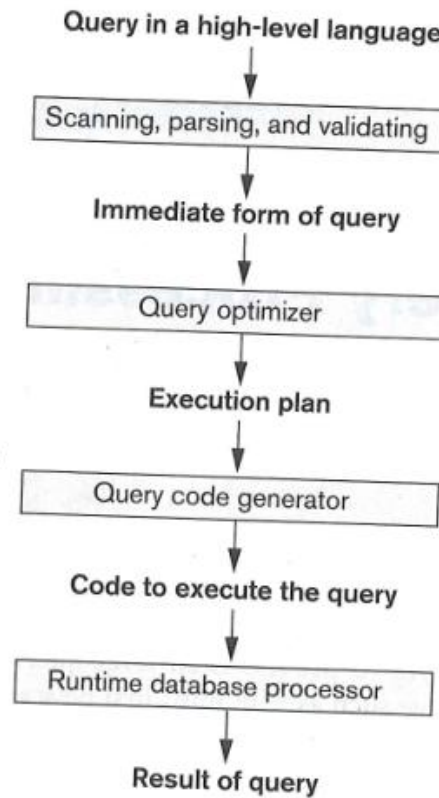 Query in a high-level language
Scanning, parsing, and validating
Immediate form of query
Query optimizer
Execution plan
Query code generator
Code to execute the query
Runtime database processor
Result of query